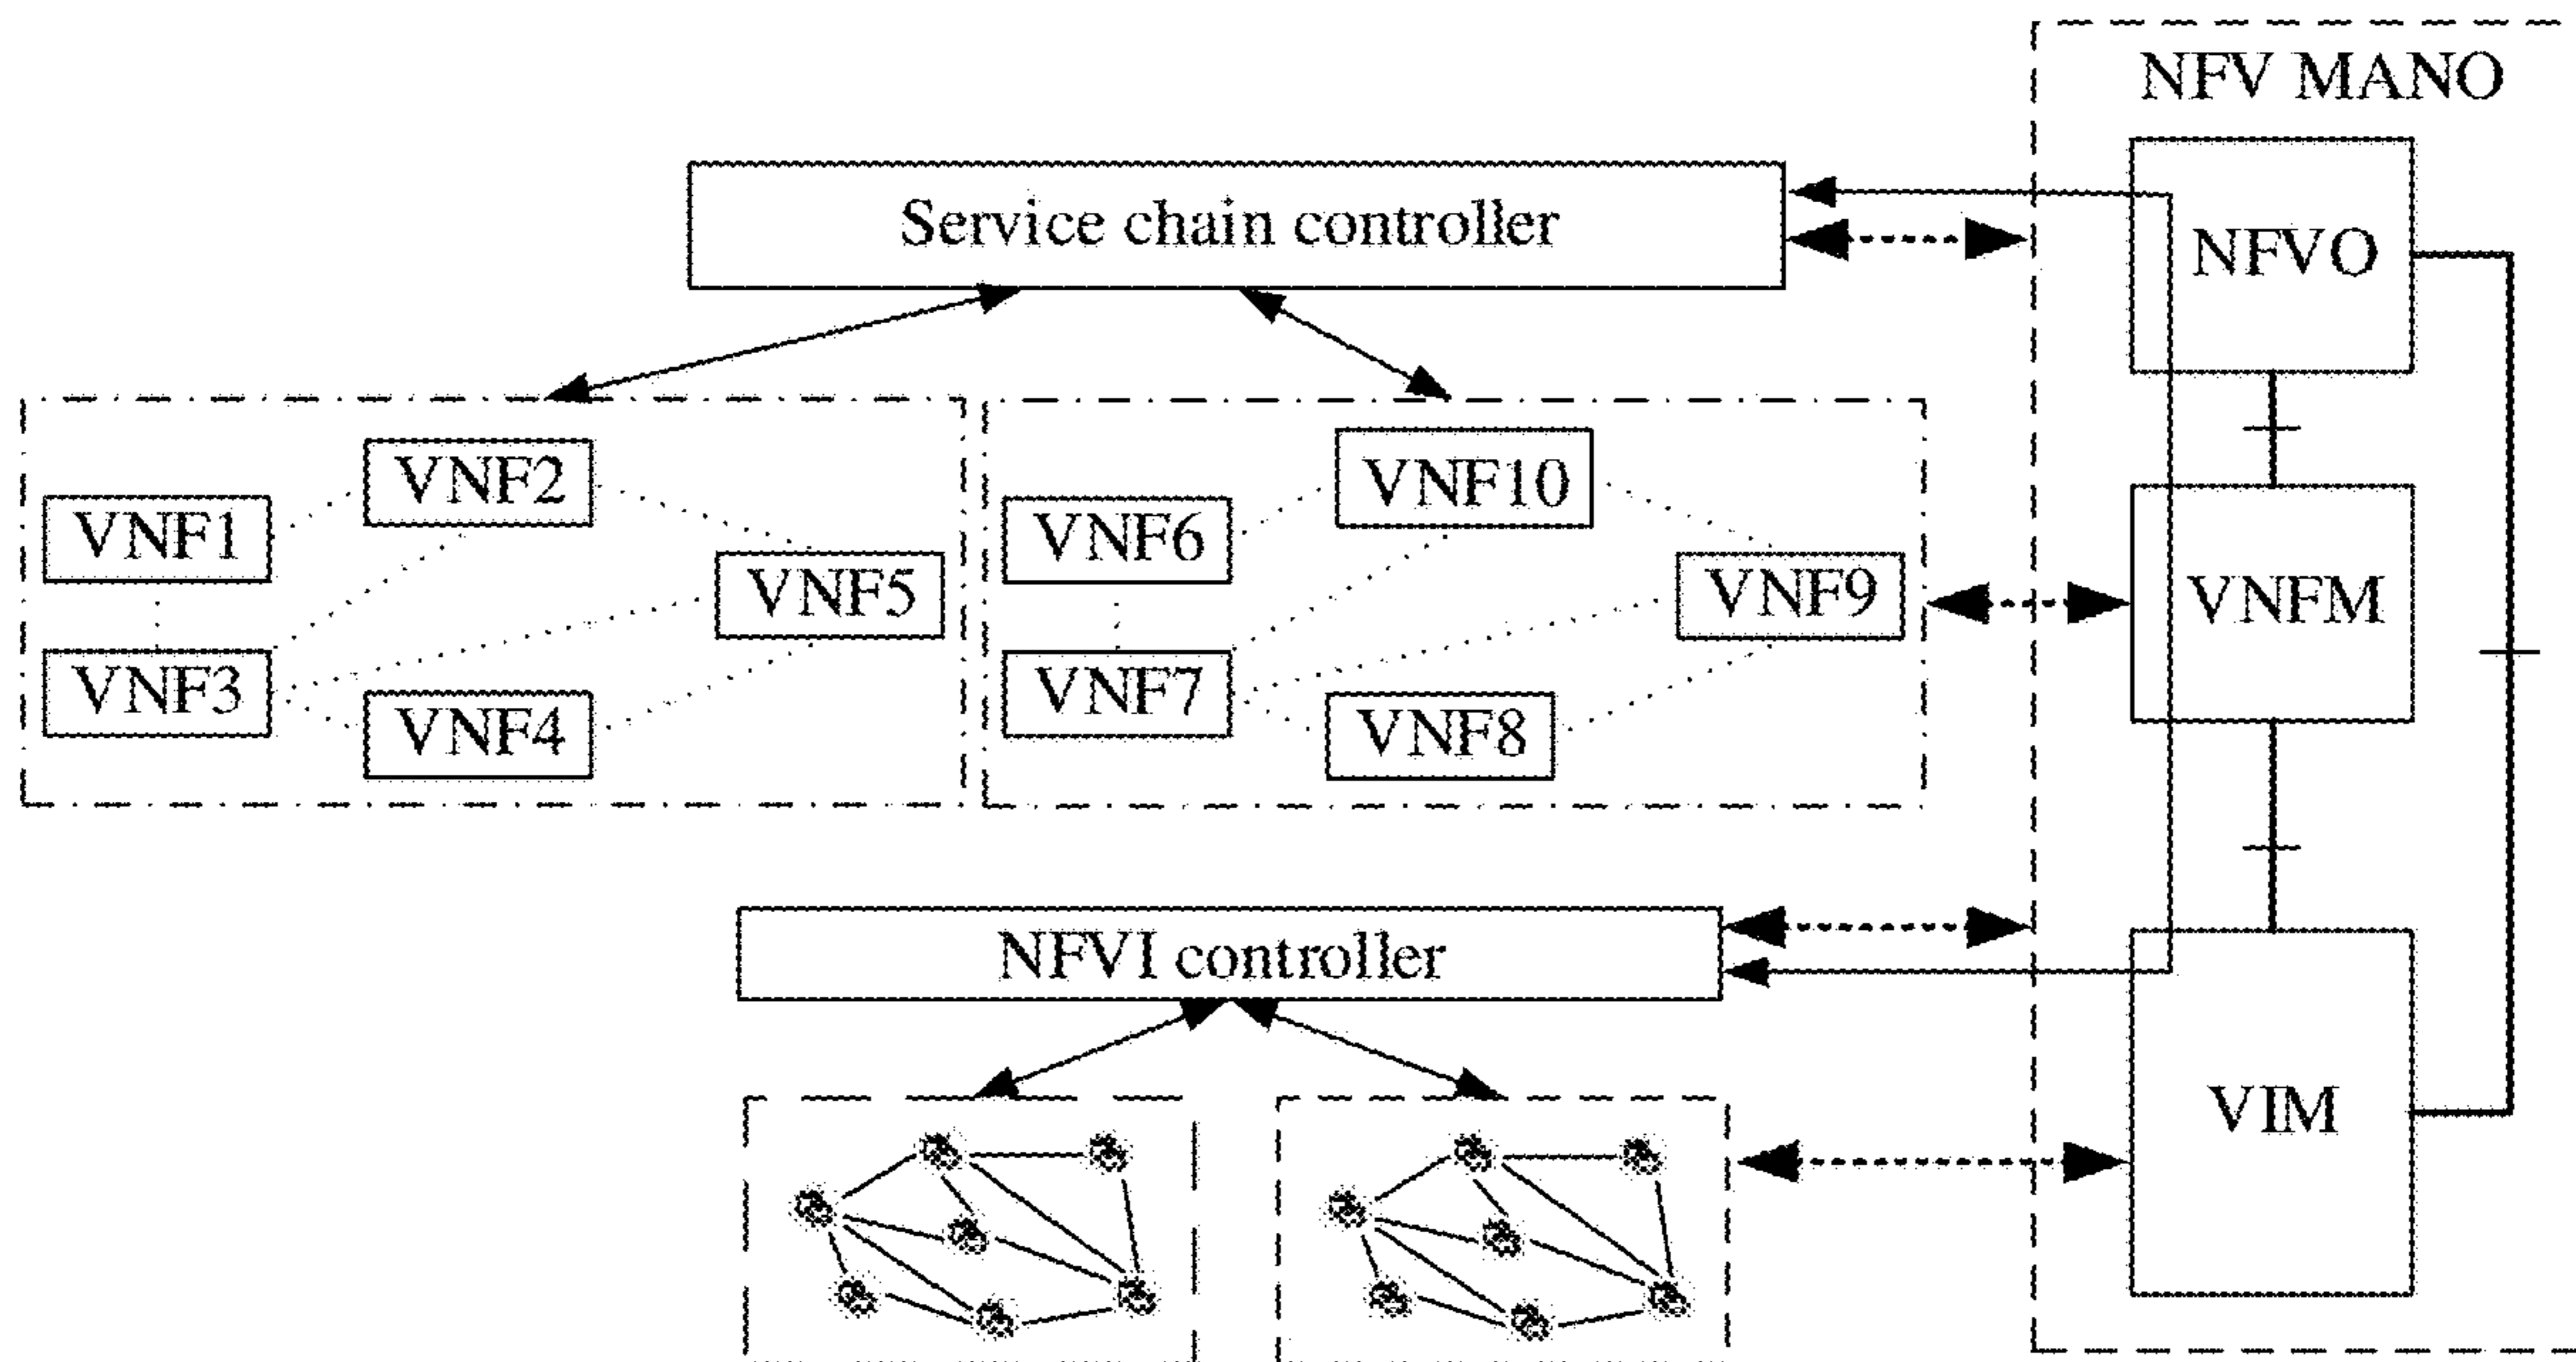 NFV MANO
Service chain controller
NFVO
VNF1
VNF2
VNF3
VNF4
VNF5
VNF6
VNF10
VNF7
VNF8
VNF9
VNFM
NFVI controller
VIM